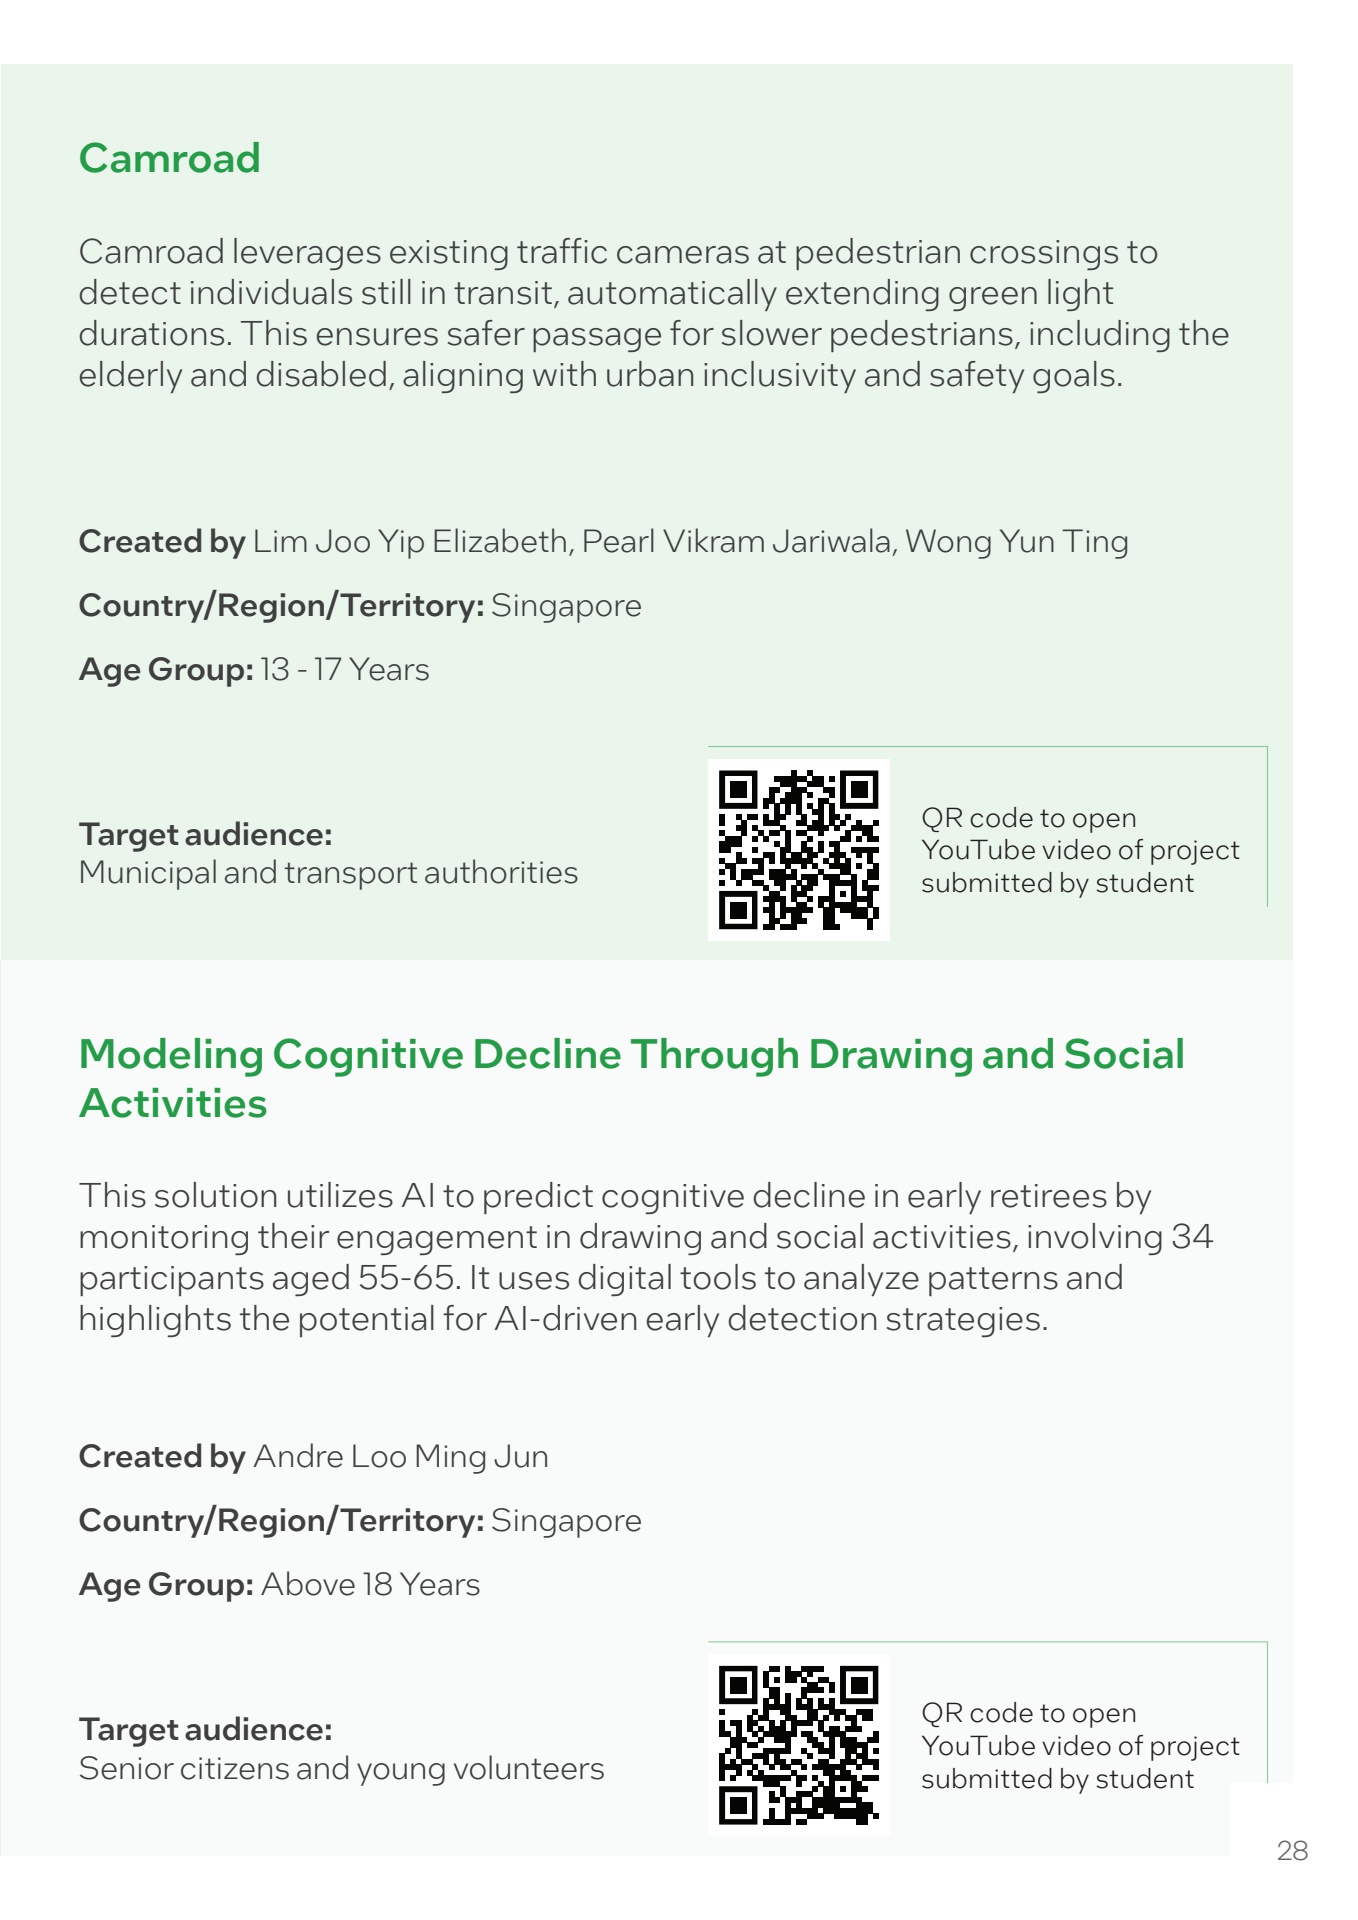 Camroad
Camroad leverages existing traffic cameras at pedestrian crossings to
detect individuals still in transit, automatically extending green light
durations. This ensures safer passage for slower pedestrians, including the
elderly and disabled, aligning with urban inclusivity and safety goals.
Created by Lim Joo Yip Elizabeth, Pearl Vikram Jariwala, Wong Yun Ting
Country/Region/Territory: Singapore
Age Group: 13 - 17 Years
Target audience:
Municipal and transport authorities
QR code to open
YouTube video of project
submitted by student
Modeling Cognitive Decline Through Drawing and Social
Activities
This solution utilizes AI to predict cognitive decline in early retirees by
monitoring their engagement in drawing and social activities, involving 34
participants aged 55-65. It uses digital tools to analyze patterns and
highlights the potential for AI-driven early detection strategies.
Created by Andre Loo Ming Jun
Country/Region/Territory: Singapore
Age Group: Above 18 Years
Target audience:
Senior citizens and young volunteers
QR code to open
YouTube video of project
submitted by student
28